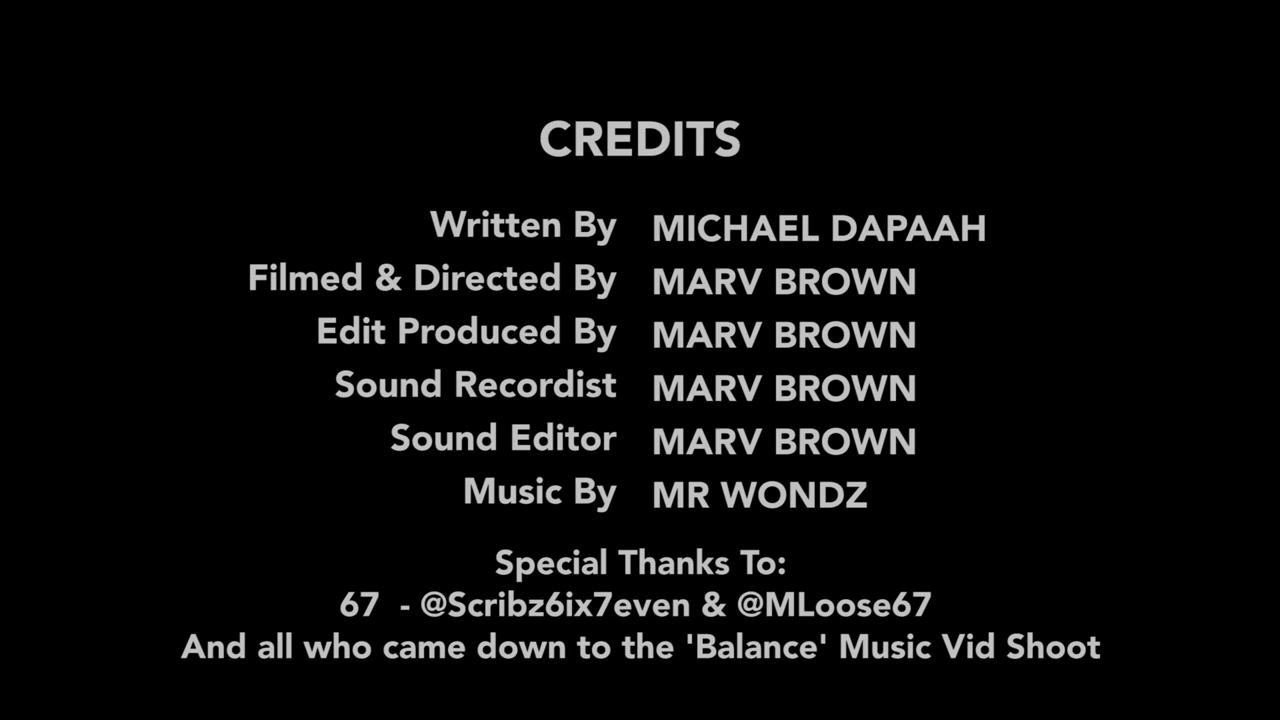 CREDITS
Written By MICHAEL DAPAAH
Filmed & Directed By MARV BROWN
Edit Produced By MARV BROWN
Sound Recordist MARV BROWN
Sound Editor MARV BROWN
Music By MR WONDZ
Special Thanks To:
67 - @Scribz6ix7even & @MLoose67
And all who came down to the 'Balance' Music Vid Shoot